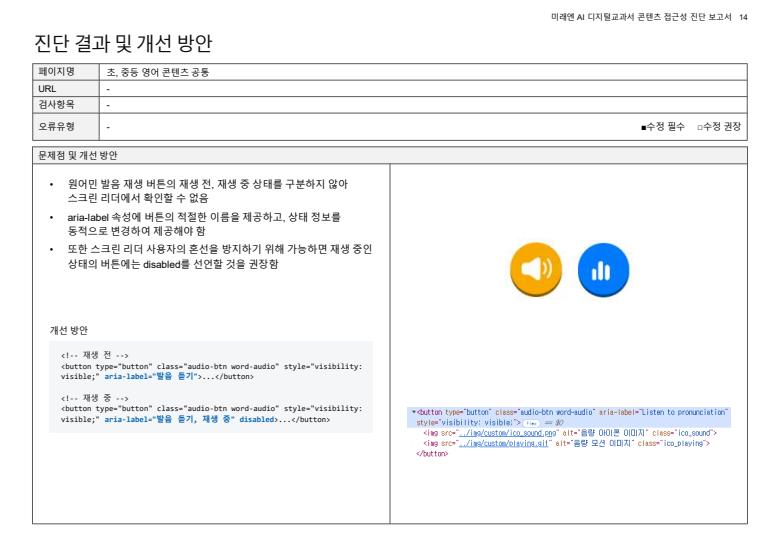 미래엔 AI 디지털교과서 콘텐츠 접근성 진단 보고서 14
진단 결과 및 개선 방안
페이지명 초, 중등 영어 콘텐츠 공통
URL -
검사항목 -
오류유형 - ■수정 필수 □수정 권장
문제점 및 개선 방안
• 원어민 발음 재생 버튼의 재생 전, 재생 중 상태를 구분하지 않아
스크린 리더에서 확인할 수 없음
• aria-label 속성에 버튼의 적절한 이름을 제공하고, 상태 정보를
동적으로 변경하여 제공해야 함
• 또한 스크린 리더 사용자의 혼선을 방지하기 위해 가능하면 재생 중인
상태의 버튼에는 disabled를 선언할 것을 권장함
개선 방안
<!-- 재생 전 -->
<button type="button" class="audio-btn word-audio" style="visibility:
visible;" aria-label="발음 듣기">...</button>
<!-- 재생 중 -->
<button type="button" class="audio-btn word-audio" style="visibility:
visible;" aria-label="발음 듣기, 재생 중" disabled>...</button>
▾<button type="button" class="audio-btn word-audio" aria-label="Listen to pronunciation"
style="visibility: visible;"> flex == $0
<img src="../img/custom/ico_sound.png" alt="음량 아이콘 이미지" class="ico_sound">
<img src="../img/custom/playing.gif" alt="음량 모션 이미지" class="ico_playing">
</button>